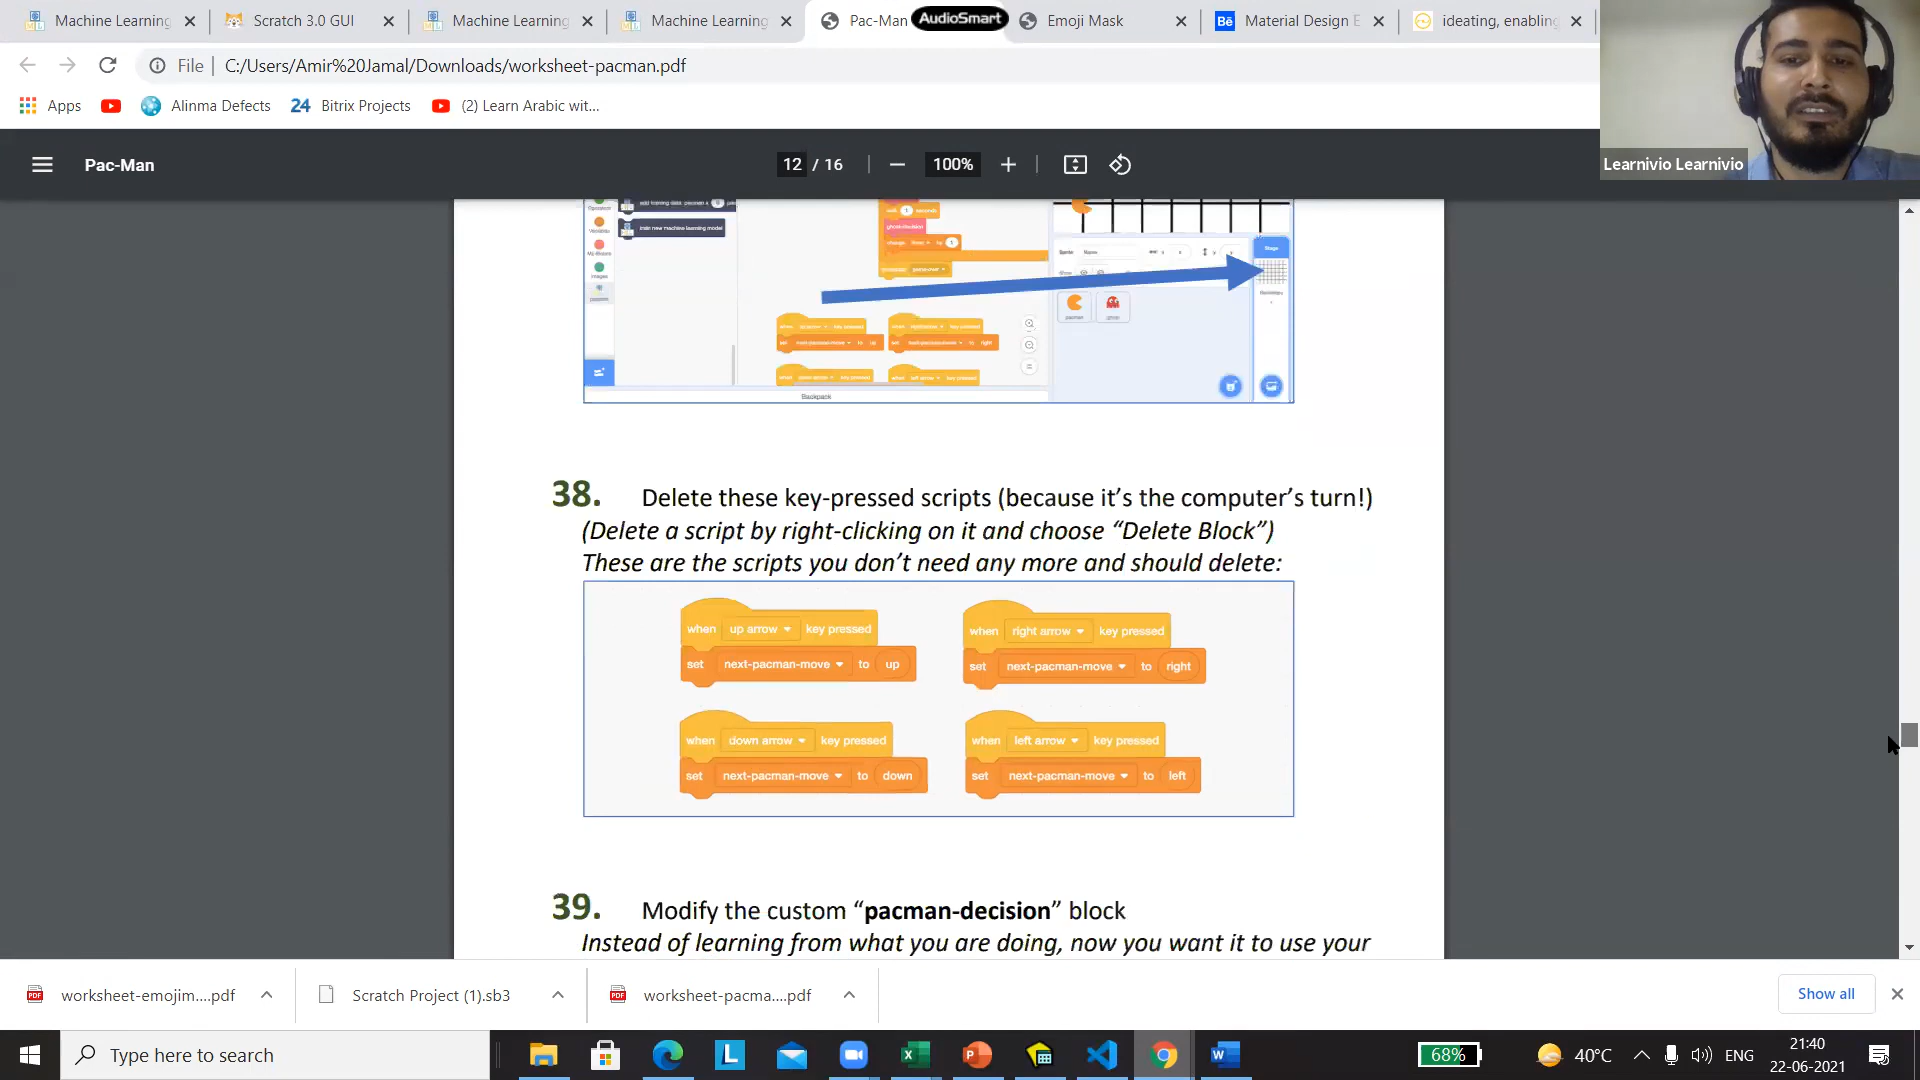 Machine Learning
Scratch 3.0 GUI
Machine Learning
Machine Learning
Pac-Man
AudioSmart
Emoji Mask
Bē
Material Design E
ideating, enabling
File
C:/Users/Amir%20Jamal/Downloads/worksheet-pacman.pdf
Apps
Alinma Defects
24
Bitrix Projects
(2) Learn Arabic wit...
Learnivio Learnivio
Pac-Man
12 / 16
100%
Stage
Backpack
38. Delete these key-pressed scripts (because it's the computer's turn!)
(Delete a script by right-clicking on it and choose “Delete Block”)
These are the scripts you don't need any more and should delete:
when up arrow key pressed
set next-pacman-move to up
when right arrow key pressed
set next-pacman-move to right
when down arrow key pressed
set next-pacman-move to down
when left arrow key pressed
set next-pacman-move to left
39. Modify the custom “pacman-decision” block
Instead of learning from what you are doing, now you want it to use your
worksheet-emojim....pdf
Scratch Project (1).sb3
worksheet-pacma....pdf
Show all
Type here to search
68%
40°C
ENG
21:40
22-06-2021